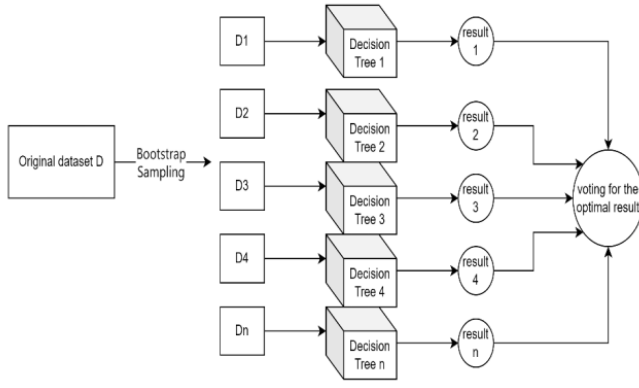 Original dataset D
Bootstrap
Sampling
D1
Decision
Tree 1
result
1
D2
Decision
Tree 2
result
2
D3
Decision
Tree 3
result
3
D4
Decision
Tree 4
result
4
Dn
Decision
Tree n
result
n
voting for the
optimal result